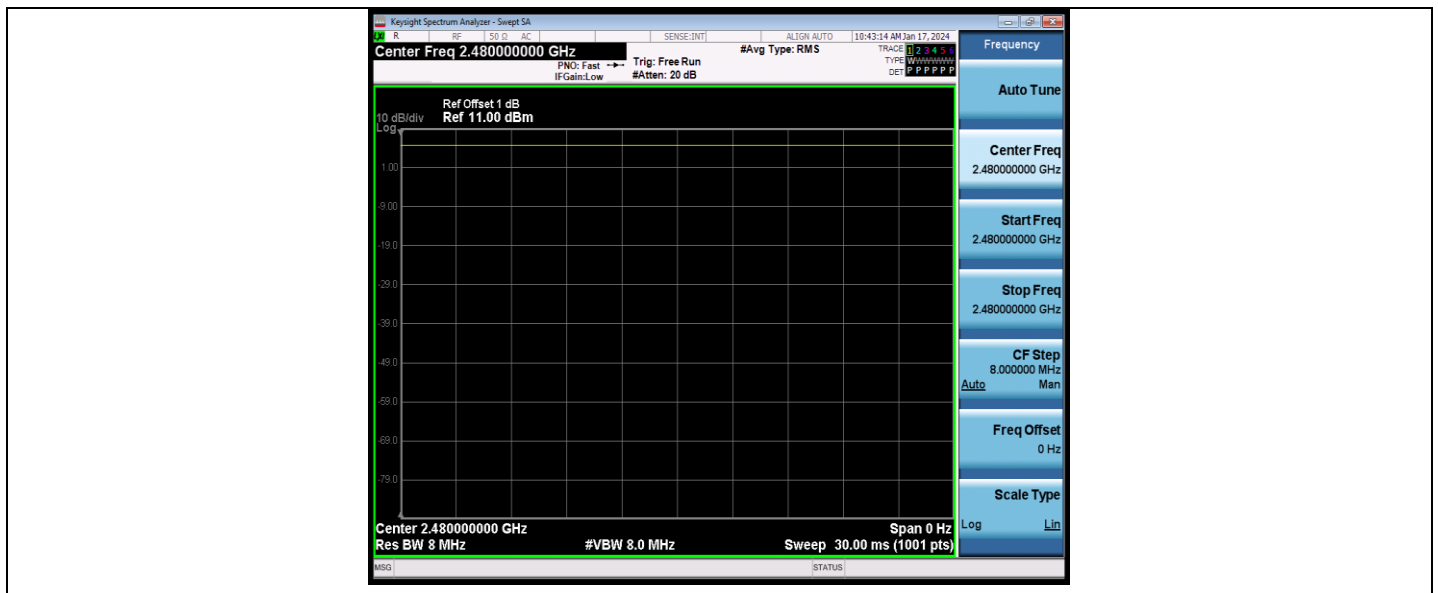 Keysight Spectrum Analyzer - Swept SA
R RF 50 Ω AC SENSE:INT ALIGN AUTO 10:43:14 AM Jan 17, 2024
Center Freq 2.480000000 GHz
PNO: Fast
IFGain:Low
Trig: Free Run
#Atten: 20 dB
#Avg Type: RMS
TRACE 1 2 3 4 5 6
TYPE WWWWWW
DET P P P P P P
Ref Offset 1 dB
10 dB/div Ref 11.00 dBm
Log
1.00
-9.00
-19.0
-29.0
-39.0
-49.0
-59.0
-69.0
-79.0
Center 2.480000000 GHz Span 0 Hz
Res BW 8 MHz #VBW 8.0 MHz Sweep 30.00 ms (1001 pts)
MSG STATUS
Frequency
Auto Tune
Center Freq
2.480000000 GHz
Start Freq
2.480000000 GHz
Stop Freq
2.480000000 GHz
CF Step
8.000000 MHz
Auto Man
Freq Offset
0 Hz
Scale Type
Log Lin